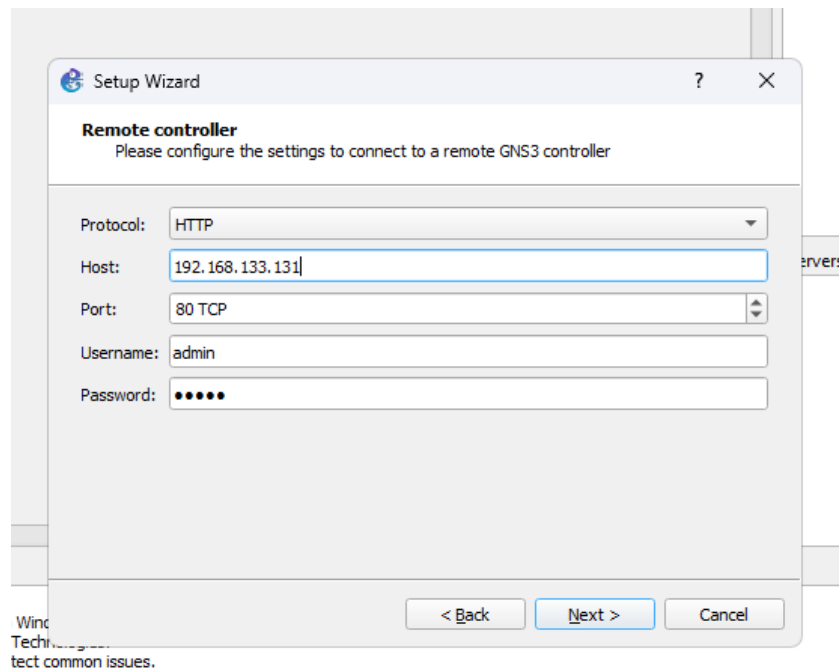 Setup Wizard
?
Remote controller
Please configure the settings to connect to a remote GNS3 controller
Protocol: HTTP
Host: 192.168.133.131
ervers
Port: 80 TCP
Username: admin
Password: •••••
< Back Next > Cancel
Wind
tect common issues.